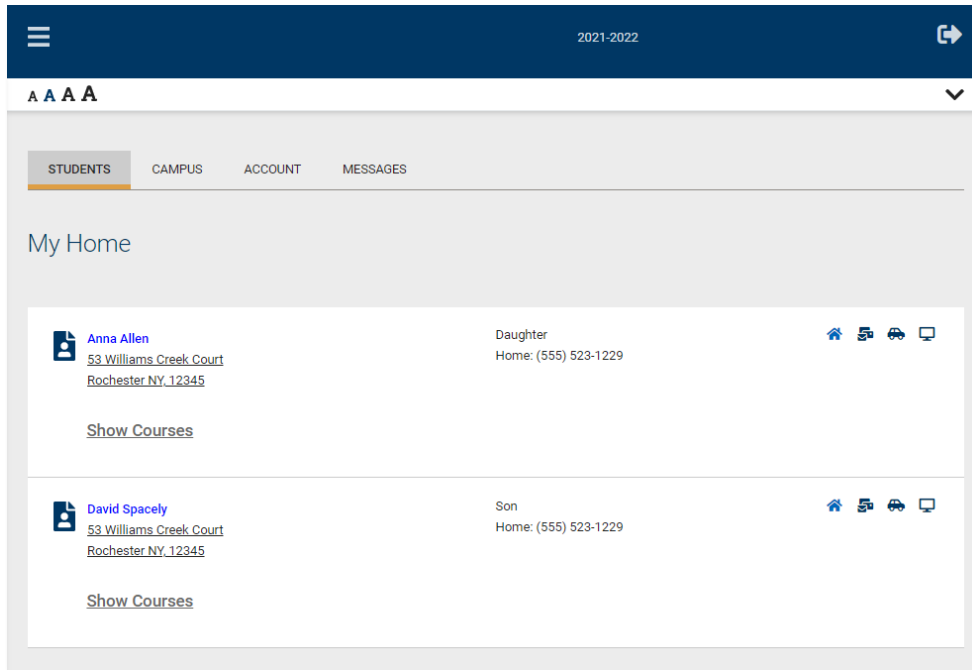 2021-2022
A A A A
STUDENTS CAMPUS ACCOUNT MESSAGES
My Home
Anna Allen
53 Williams Creek Court
Rochester NY, 12345
Daughter
Home: (555) 523-1229
Show Courses
David Spacely
53 Williams Creek Court
Rochester NY, 12345
Son
Home: (555) 523-1229
Show Courses